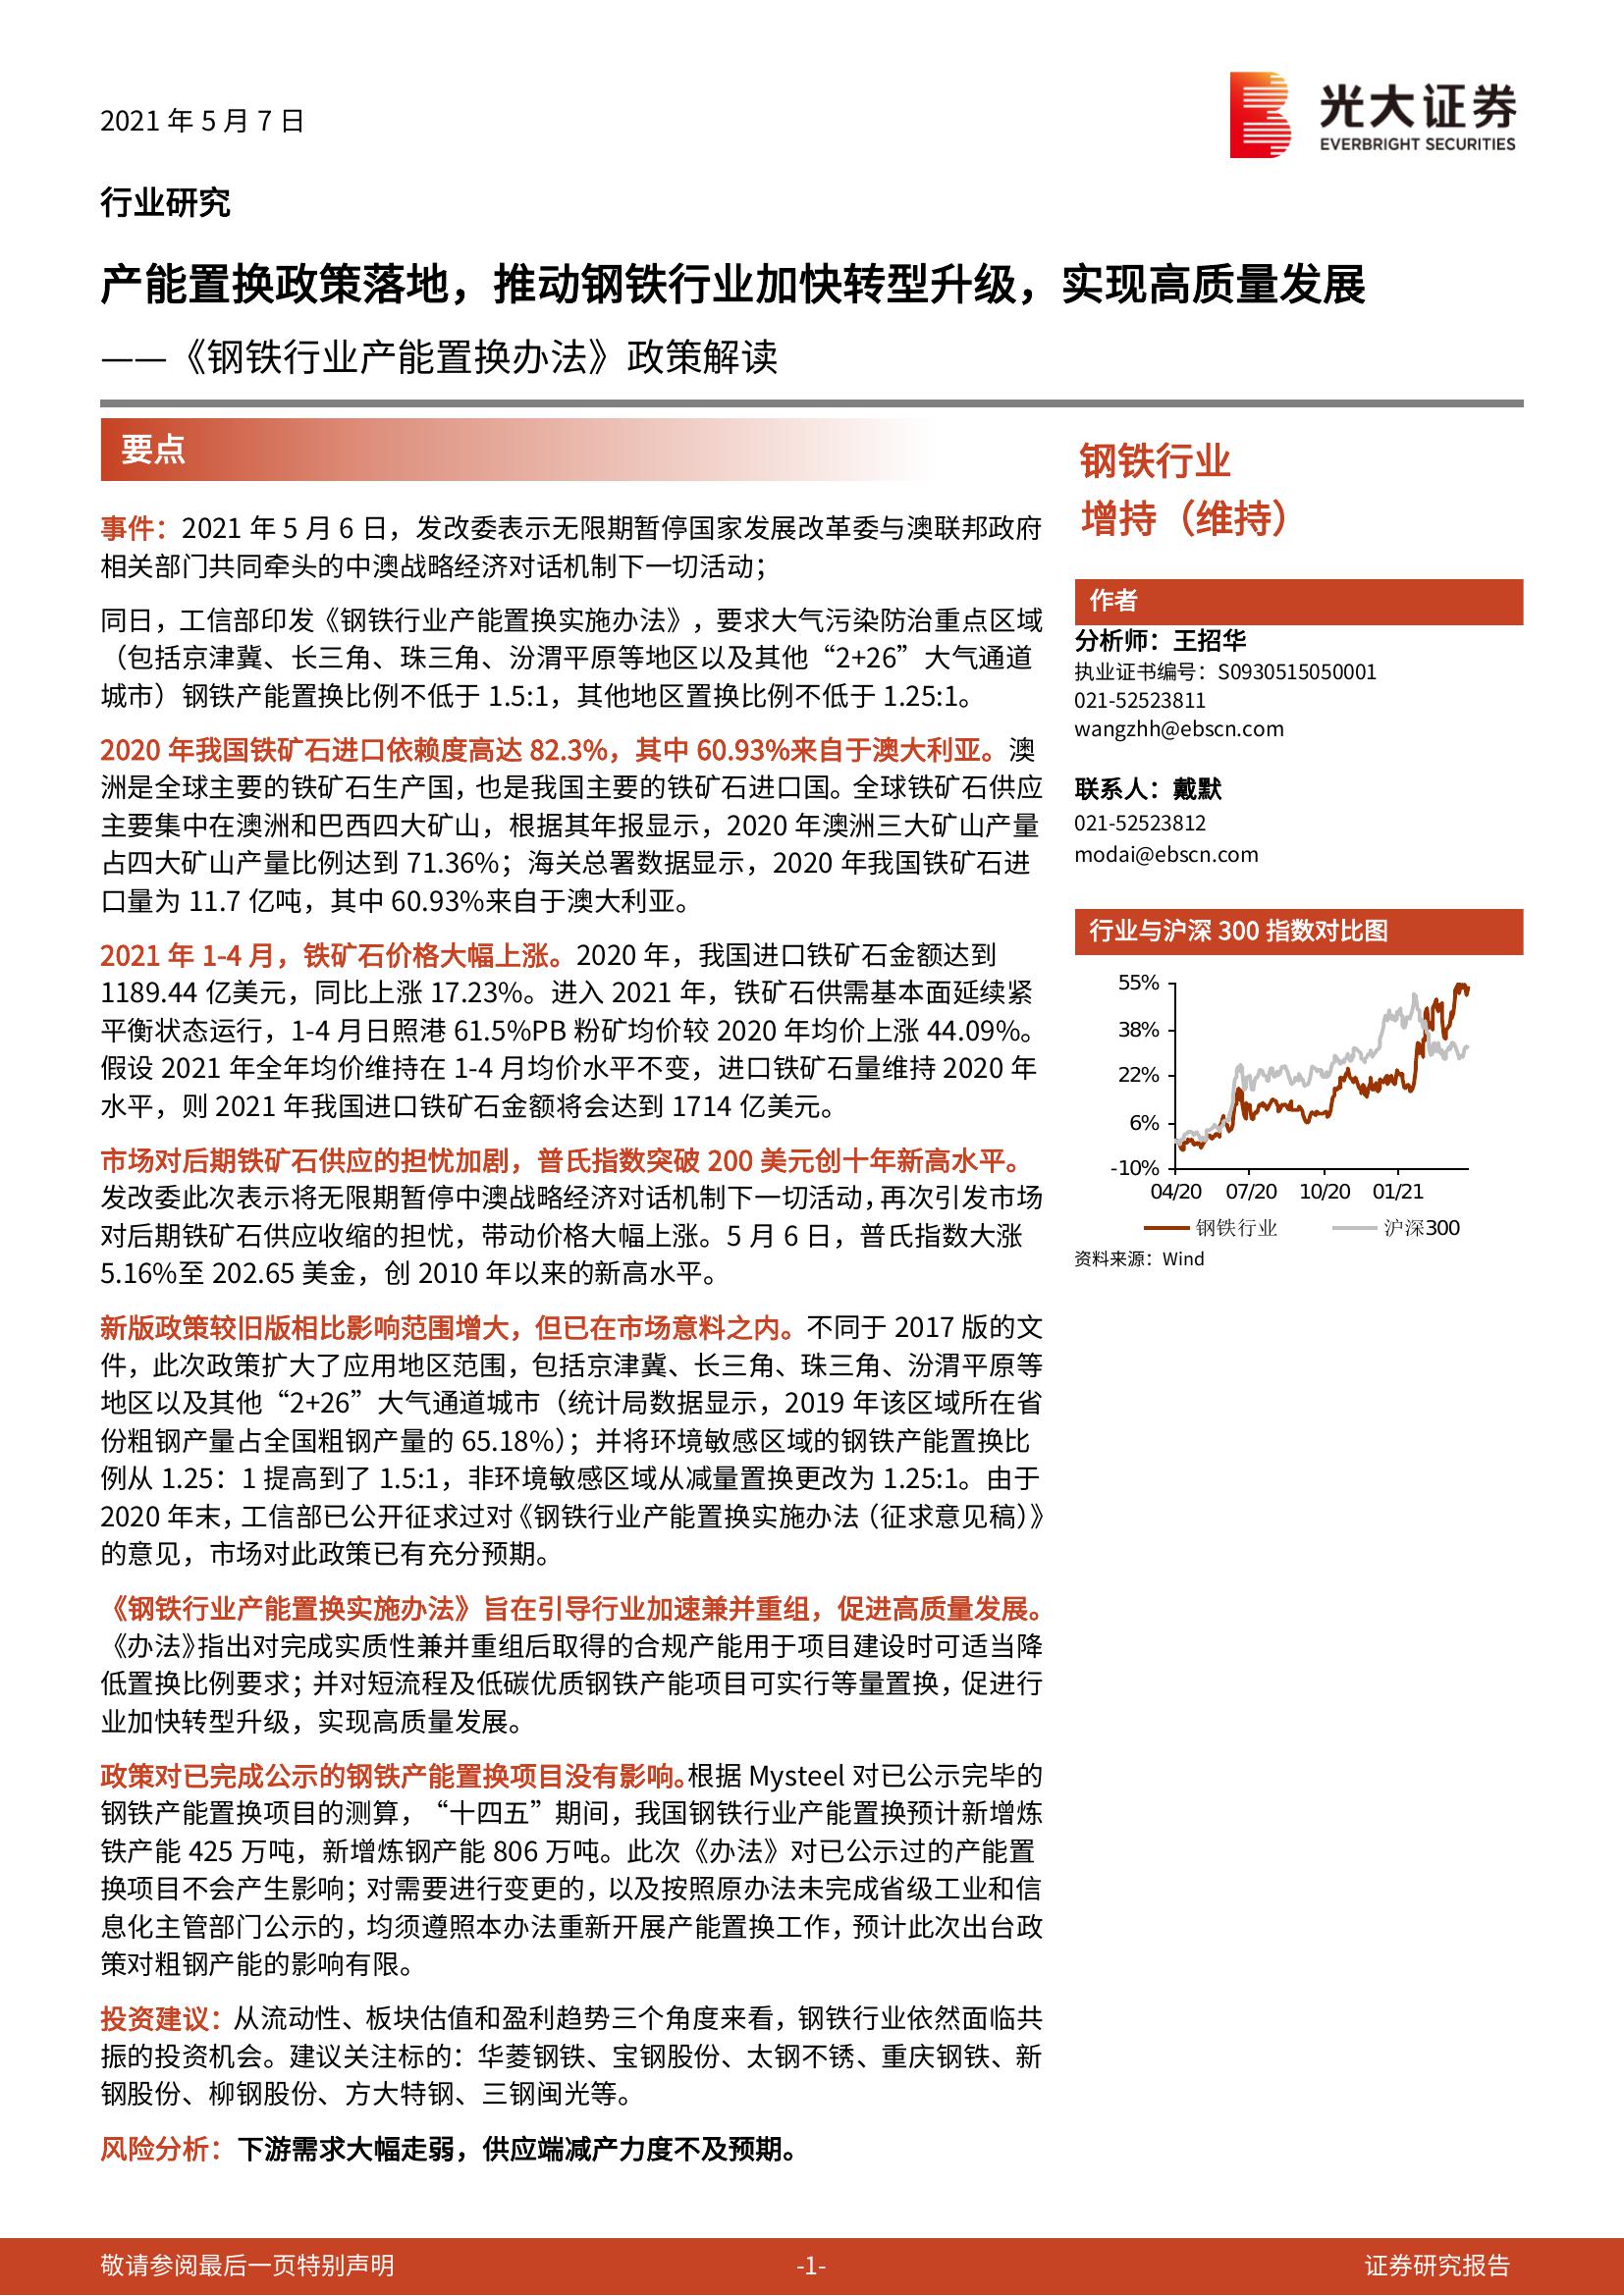 2021 年 5 月 7 日
光大证券
EVERBRIGHT SECURITIES
行业研究
产能置换政策落地，推动钢铁行业加快转型升级，实现高质量发展
——《钢铁行业产能置换办法》政策解读
要点
事件：2021 年 5 月 6 日，发改委表示无限期暂停国家发展改革委与澳联邦政府
相关部门共同牵头的中澳战略经济对话机制下一切活动；
同日，工信部印发《钢铁行业产能置换实施办法》，要求大气污染防治重点区域
（包括京津冀、长三角、珠三角、汾渭平原等地区以及其他“2+26”大气通道
城市）钢铁产能置换比例不低于 1.5:1，其他地区置换比例不低于 1.25:1。
2020 年我国铁矿石进口依赖度高达 82.3%，其中 60.93%来自于澳大利亚。澳
洲是全球主要的铁矿石生产国，也是我国主要的铁矿石进口国。全球铁矿石供应
主要集中在澳洲和巴西四大矿山，根据其年报显示，2020 年澳洲三大矿山产量
占四大矿山产量比例达到 71.36%；海关总署数据显示，2020 年我国铁矿石进
口量为 11.7 亿吨，其中 60.93%来自于澳大利亚。
2021 年 1-4 月，铁矿石价格大幅上涨。2020 年，我国进口铁矿石金额达到
1189.44 亿美元，同比上涨 17.23%。进入 2021 年，铁矿石供需基本面延续紧
平衡状态运行，1-4 月日照港 61.5%PB 粉矿均价较 2020 年均价上涨 44.09%。
假设 2021 年全年均价维持在 1-4 月均价水平不变，进口铁矿石量维持 2020 年
水平，则 2021 年我国进口铁矿石金额将会达到 1714 亿美元。
市场对后期铁矿石供应的担忧加剧，普氏指数突破 200 美元创十年新高水平。
发改委此次表示将无限期暂停中澳战略经济对话机制下一切活动，再次引发市场
对后期铁矿石供应收缩的担忧，带动价格大幅上涨。5 月 6 日，普氏指数大涨
5.16%至 202.65 美金，创 2010 年以来的新高水平。
新版政策较旧版相比影响范围增大，但已在市场意料之内。不同于 2017 版的文
件，此次政策扩大了应用地区范围，包括京津冀、长三角、珠三角、汾渭平原等
地区以及其他“2+26”大气通道城市（统计局数据显示，2019 年该区域所在省
份粗钢产量占全国粗钢产量的 65.18%）；并将环境敏感区域的钢铁产能置换比
例从 1.25：1 提高到了 1.5:1，非环境敏感区域从减量置换更改为 1.25:1。由于
2020 年末，工信部已公开征求过对《钢铁行业产能置换实施办法（征求意见稿）》
的意见，市场对此政策已有充分预期。
《钢铁行业产能置换实施办法》旨在引导行业加速兼并重组，促进高质量发展。
《办法》指出对完成实质性兼并重组后取得的合规产能用于项目建设时可适当降
低置换比例要求；并对短流程及低碳优质钢铁产能项目可实行等量置换，促进行
业加快转型升级，实现高质量发展。
政策对已完成公示的钢铁产能置换项目没有影响。根据 Mysteel 对已公示完毕的
钢铁产能置换项目的测算，“十四五”期间，我国钢铁行业产能置换预计新增炼
铁产能 425 万吨，新增炼钢产能 806 万吨。此次《办法》对已公示过的产能置
换项目不会产生影响；对需要进行变更的，以及按照原办法未完成省级工业和信
息化主管部门公示的，均须遵照本办法重新开展产能置换工作，预计此次出台政
策对粗钢产能的影响有限。
投资建议：从流动性、板块估值和盈利趋势三个角度来看，钢铁行业依然面临共
振的投资机会。建议关注标的：华菱钢铁、宝钢股份、太钢不锈、重庆钢铁、新
钢股份、柳钢股份、方大特钢、三钢闽光等。
风险分析：下游需求大幅走弱，供应端减产力度不及预期。
钢铁行业
增持（维持）
作者
分析师：王招华
执业证书编号：S0930515050001
021-52523811
wangzhh@ebscn.com
联系人：戴默
021-52523812
modai@ebscn.com
行业与沪深 300 指数对比图
55%
38%
22%
6%
-10%
04/20 07/20 10/20 01/21
钢铁行业 沪深300
资料来源：Wind
敬请参阅最后一页特别声明 -1- 证券研究报告